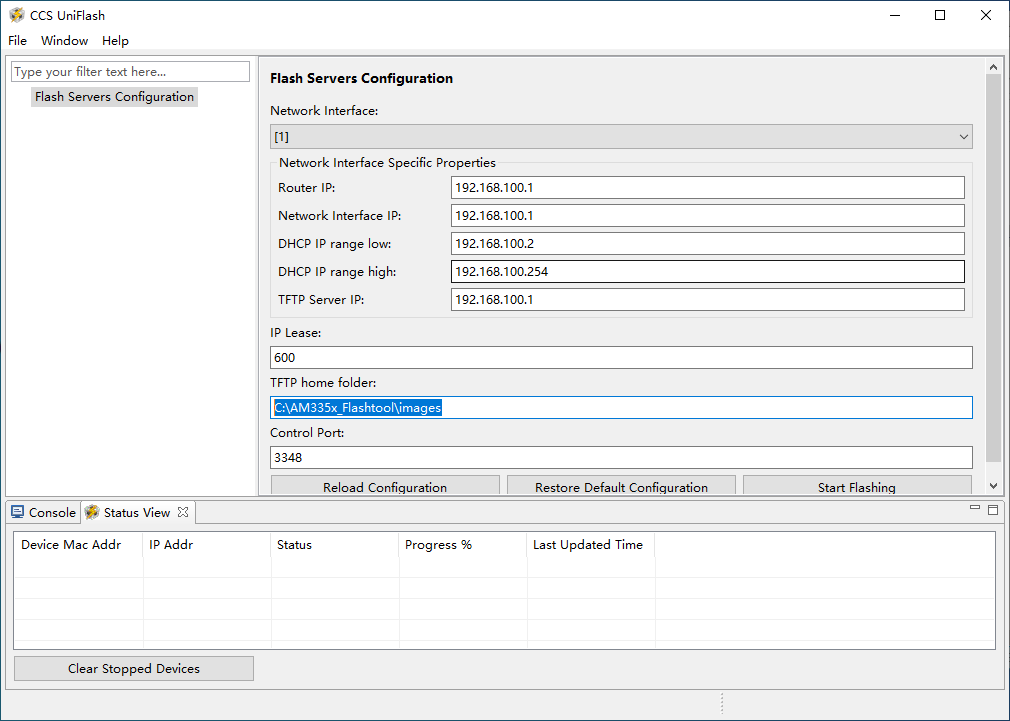 CCS UniFlash
File Window Help
Type your filter text here...
Flash Servers Configuration
Flash Servers Configuration
Network Interface:
[1]
Network Interface Specific Properties
Router IP: 192.168.100.1
Network Interface IP: 192.168.100.1
DHCP IP range low: 192.168.100.2
DHCP IP range high: 192.168.100.254
TFTP Server IP: 192.168.100.1
IP Lease:
600
TFTP home folder:
C:\AM335x_Flashtool\images
Control Port:
3348
Reload Configuration Restore Default Configuration Start Flashing
Console Status View
Device Mac Addr IP Addr Status Progress % Last Updated Time
Clear Stopped Devices